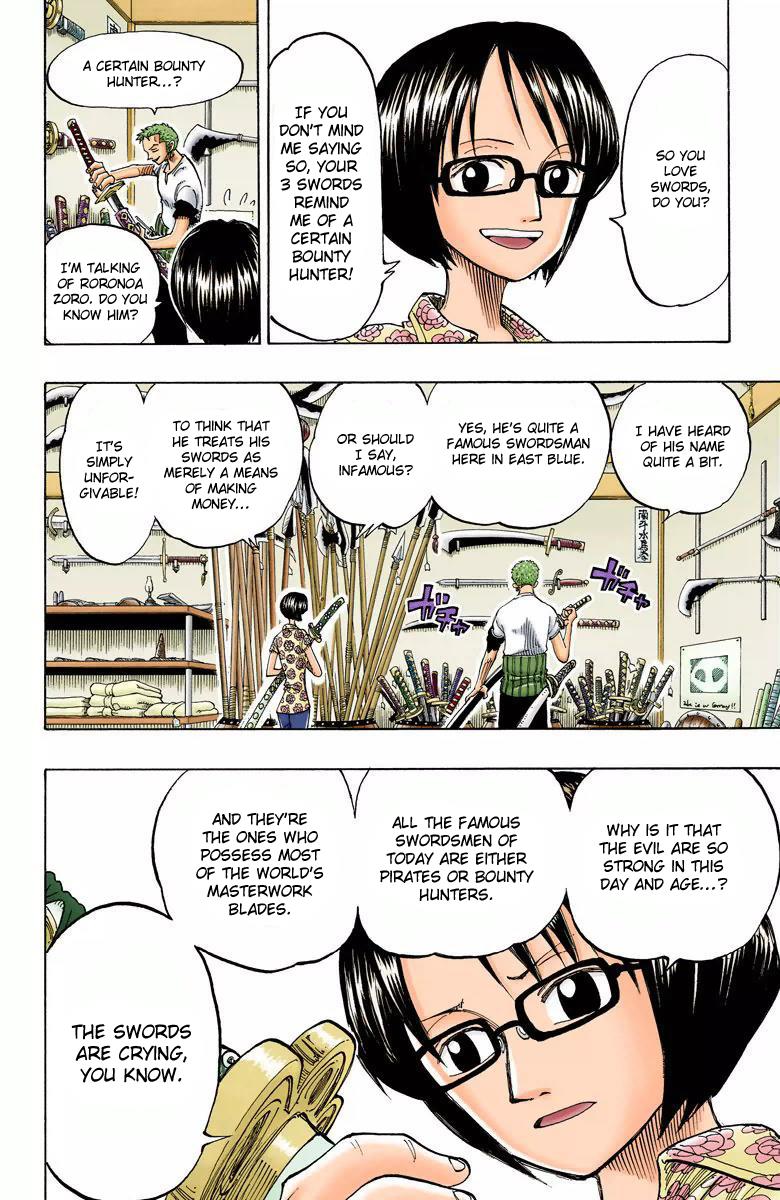 SO YOU
LOVE
SWORDS,
DO YOU?
IF YOU
DON'T MIND
ME SAYING
SO, YOUR
3 SWORDS
REMIND
ME OF A
CERTAIN
BOUNTY
HUNTER!
A CERTAIN BOUNTY
HUNTER...?
I'M TALKING
OF RORONOA
ZORO. DO YOU
KNOW HIM?
I HAVE HEARD
OF HIS NAME
QUITE A BIT.
YES, HE'S QUITE A
FAMOUS SWORDSMAN
HERE IN EAST BLUE.
OR SHOULD
I SAY,
INFAMOUS?
TO THINK THAT
HE TREATS HIS
SWORDS AS
MERELY A MEANS
OF MAKING
MONEY...
IT'S
SIMPLY
UNFOR-
GIVABLE!
南斗水鳥拳
ガチャ
ガチャ
WHY IS IT THAT
THE EVIL ARE SO
STRONG IN THIS
DAY AND AGE...?
ALL THE FAMOUS
SWORDSMEN OF
TODAY ARE EITHER
PIRATES OR BOUNTY
HUNTERS.
AND THEY'RE
THE ONES WHO
POSSESS MOST
OF THE WORLD'S
MASTERWORK
BLADES.
THE SWORDS
ARE CRYING,
YOU KNOW.